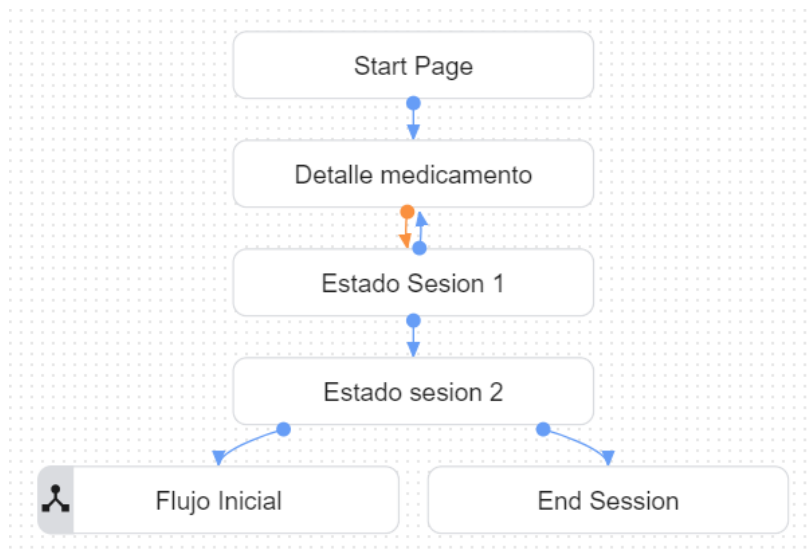 Start Page
Detalle medicamento
Estado Sesion 1
Estado sesion 2
Flujo Inicial
End Session